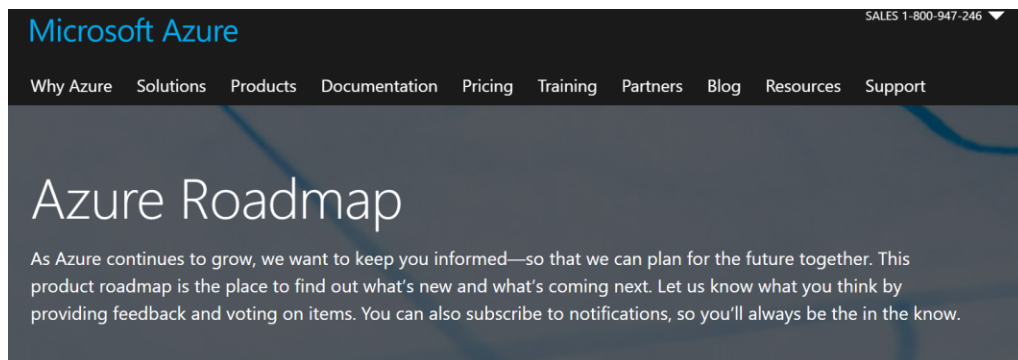 SALES 1-800-947-246
Microsoft Azure
Why Azure Solutions Products Documentation Pricing Training Partners Blog Resources Support
Azure Roadmap
As Azure continues to grow, we want to keep you informed—so that we can plan for the future together. This
product roadmap is the place to find out what's new and what's coming next. Let us know what you think by
providing feedback and voting on items. You can also subscribe to notifications, so you'll always be the in the know.